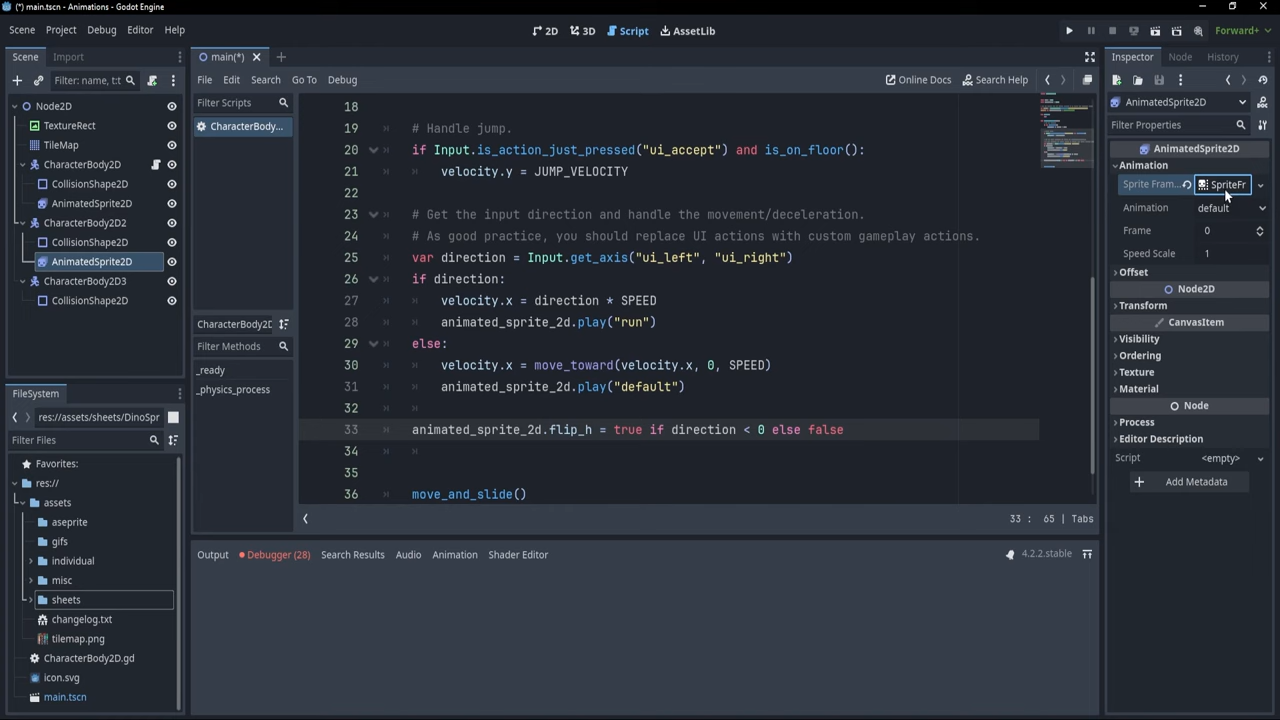 (*) main.tscn - Animations - Godot Engine
Scene Project Debug Editor Help
2D 3D Script AssetLib
Forward+
Scene Import
Filter: name, t:t
Node2D
TextureRect
TileMap
CharacterBody2D
CollisionShape2D
AnimatedSprite2D
CharacterBody2D2
CollisionShape2D
AnimatedSprite2D
CharacterBody2D3
CollisionShape2D
FileSystem
res://assets/sheets/DinoSpr
Filter Files
Favorites:
res://
assets
aseprite
gifs
individual
misc
sheets
changelog.txt
tilemap.png
CharacterBody2D.gd
icon.svg
main.tscn
main(*)
File Edit Search Go To Debug
Online Docs Search Help
Filter Scripts
CharacterBody...
CharacterBody2D
Filter Methods
_ready
_physics_process
18
19 # Handle jump.
20 if Input.is_action_just_pressed("ui_accept") and is_on_floor():
21 velocity.y = JUMP_VELOCITY
22
23 # Get the input direction and handle the movement/deceleration.
24 # As good practice, you should replace UI actions with custom gameplay actions.
25 var direction = Input.get_axis("ui_left", "ui_right")
26 if direction:
27 velocity.x = direction * SPEED
28 animated_sprite_2d.play("run")
29 else:
30 velocity.x = move_toward(velocity.x, 0, SPEED)
31 animated_sprite_2d.play("default")
32
33 animated_sprite_2d.flip_h = true if direction < 0 else false
34
35
36 move_and_slide()
33 : 65 | Tabs
Output Debugger (28) Search Results Audio Animation Shader Editor
4.2.2.stable
Inspector Node History
AnimatedSprite2D
Filter Properties
AnimatedSprite2D
Animation
Sprite Fram... SpriteFr
Animation default
Frame 0
Speed Scale 1
Offset
Node2D
Transform
CanvasItem
Visibility
Ordering
Texture
Material
Node
Process
Editor Description
Script <empty>
Add Metadata